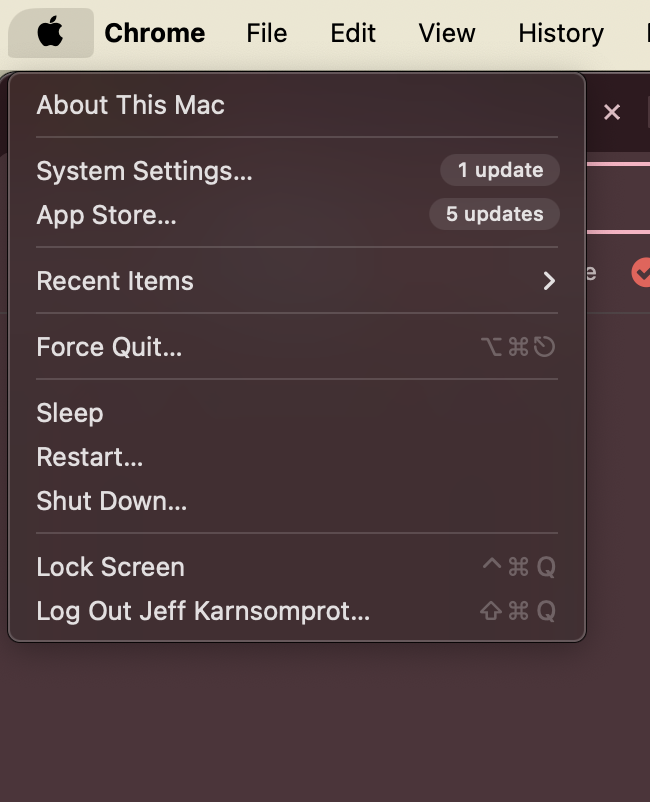 Chrome File Edit View History
About This Mac
System Settings... 1 update
App Store... 5 updates
Recent Items
Force Quit... ⌥⌘⎋
Sleep
Restart...
Shut Down...
Lock Screen ^⌘Q
Log Out Jeff Karnsomprot... ⇧⌘Q